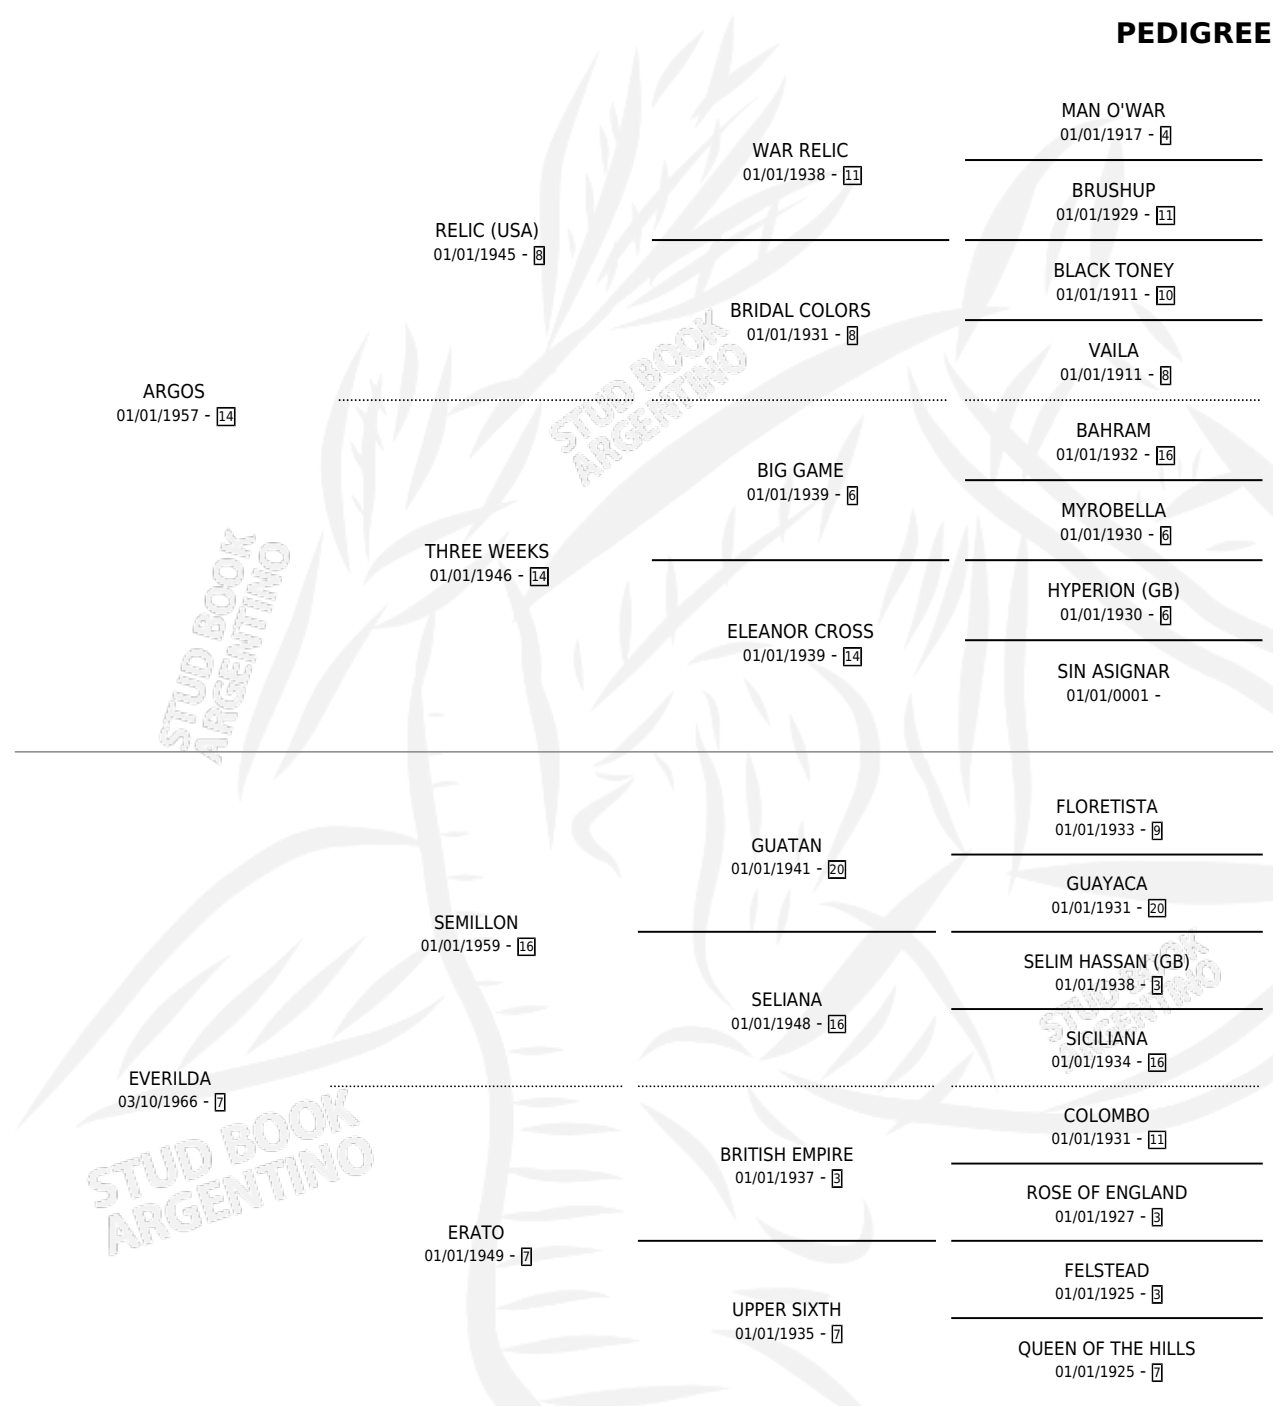 PEDIGREE
MAN O'WAR
01/01/1917 - 4
WAR RELIC
01/01/1938 - 11
BRUSHUP
01/01/1929 - 11
RELIC (USA)
01/01/1945 - 8
BLACK TONEY
01/01/1911 - 10
BRIDAL COLORS
01/01/1931 - 8
VAILA
01/01/1911 - 8
ARGOS
01/01/1957 - 14
BAHRAM
01/01/1932 - 16
BIG GAME
01/01/1939 - 6
MYROBELLA
01/01/1930 - 6
THREE WEEKS
01/01/1946 - 14
HYPERION (GB)
01/01/1930 - 6
ELEANOR CROSS
01/01/1939 - 14
SIN ASIGNAR
01/01/0001 -
FLORETISTA
01/01/1933 - 9
GUATAN
01/01/1941 - 20
GUAYACA
01/01/1931 - 20
SEMILLON
01/01/1959 - 16
SELIM HASSAN (GB)
01/01/1938 - 3
SELIANA
01/01/1948 - 16
SICILIANA
01/01/1934 - 16
EVERILDA
03/10/1966 - 7
COLOMBO
01/01/1931 - 11
BRITISH EMPIRE
01/01/1937 - 3
ROSE OF ENGLAND
01/01/1927 - 3
ERATO
01/01/1949 - 7
FELSTEAD
01/01/1925 - 3
UPPER SIXTH
01/01/1935 - 7
QUEEN OF THE HILLS
01/01/1925 - 7
STUD BOOK
ARGENTINO
STUD BOOK
ARGENTINO
STUD BOOK
ARGENTINO
STUD BOOK
ARGENTINO